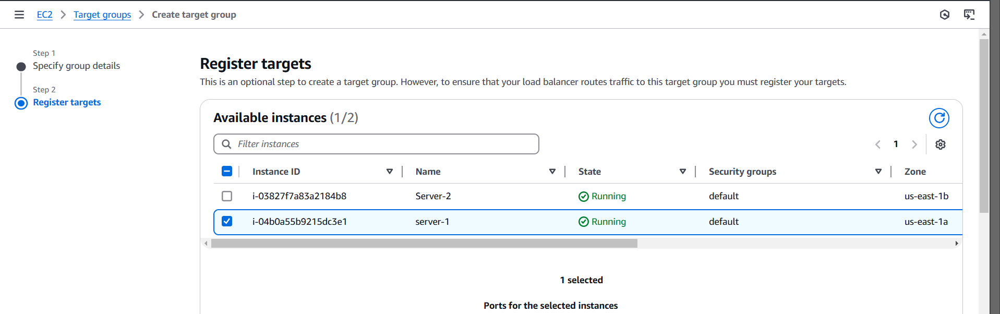 EC2 Target groups Create target group
Step 1
Specify group details
Step 2
Register targets
Register targets
This is an optional step to create a target group. However, to ensure that your load balancer routes traffic to this target group you must register your targets.
Available instances (1/2)
Filter instances
1
Instance ID Name State Security groups Zone
i-03827f7a83a2184b8 Server-2 Running default us-east-1b
i-04b0a55b9215dc3e1 server-1 Running default us-east-1a
1 selected
Ports for the selected instances